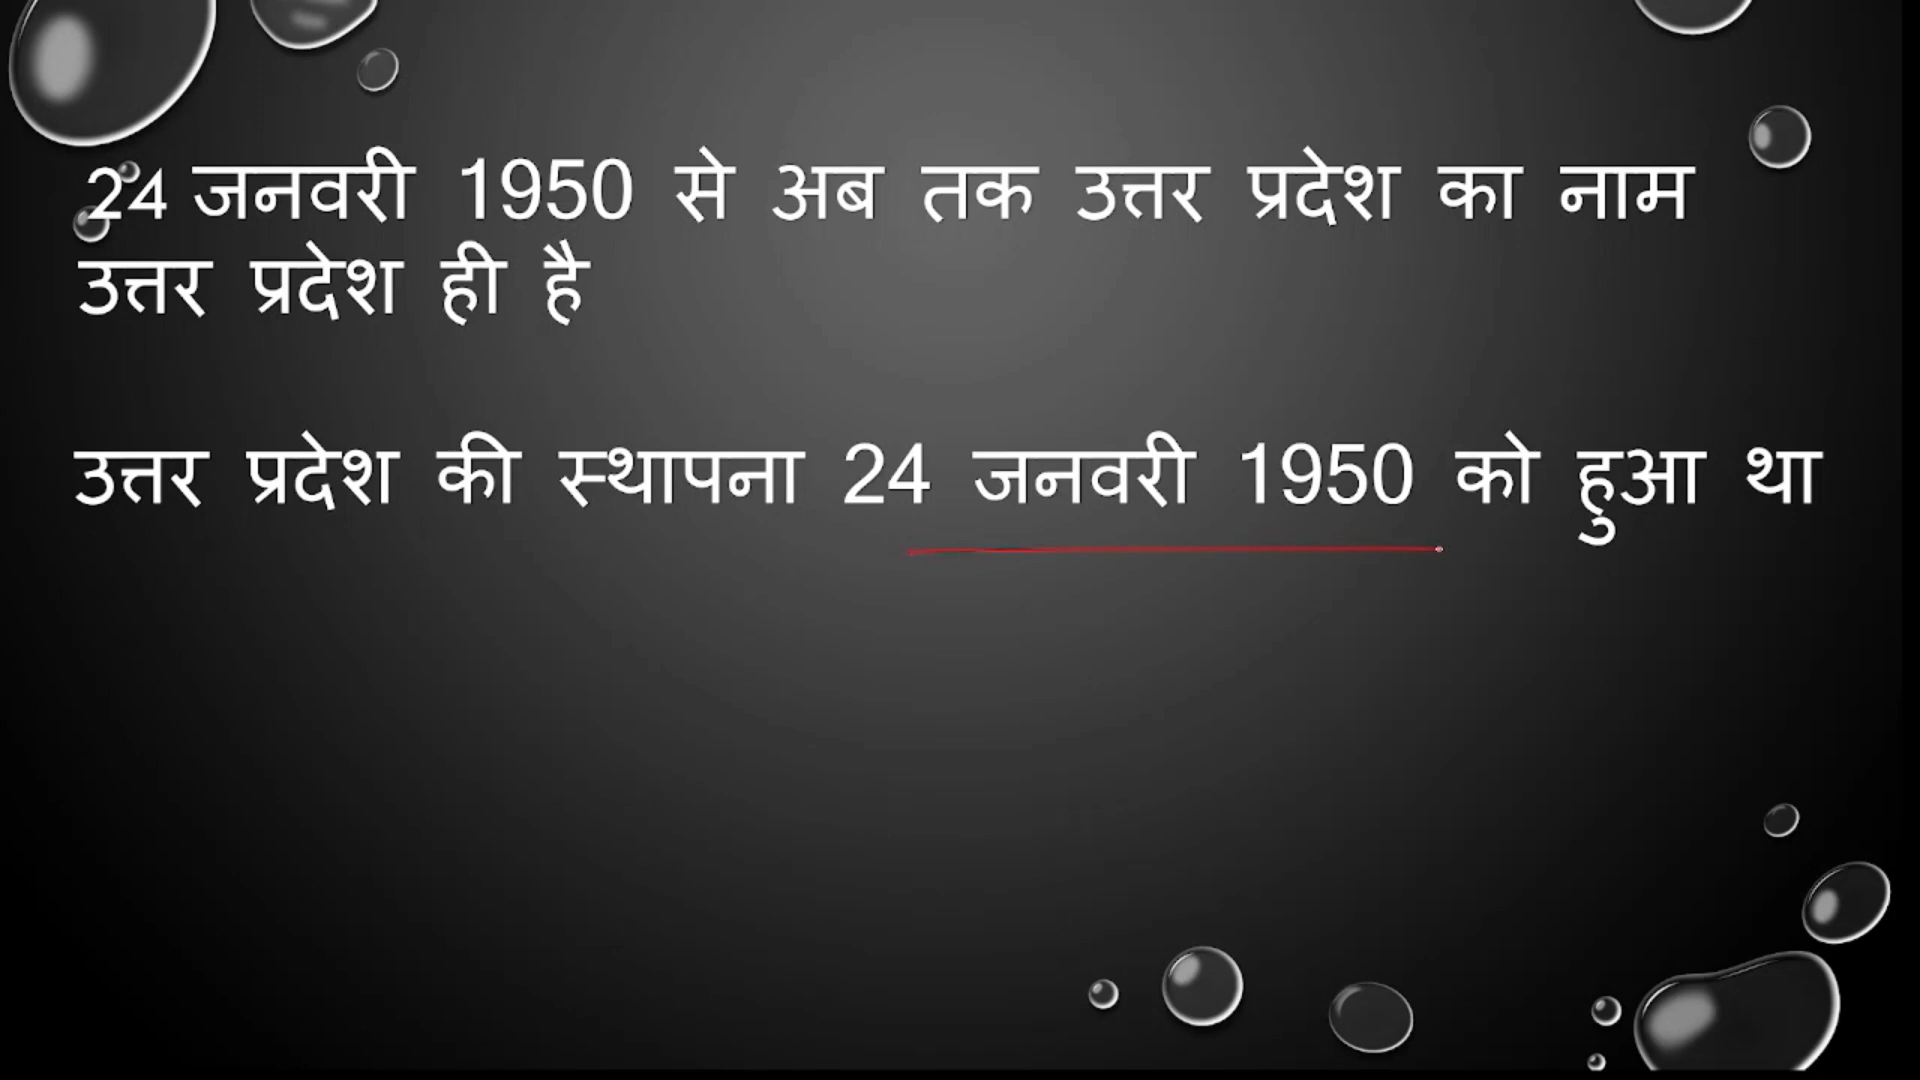 24 जनवरी 1950 से अब तक उत्तर प्रदेश का नाम
उत्तर प्रदेश ही है
उत्तर प्रदेश की स्थापना 24 जनवरी 1950 को हुआ था